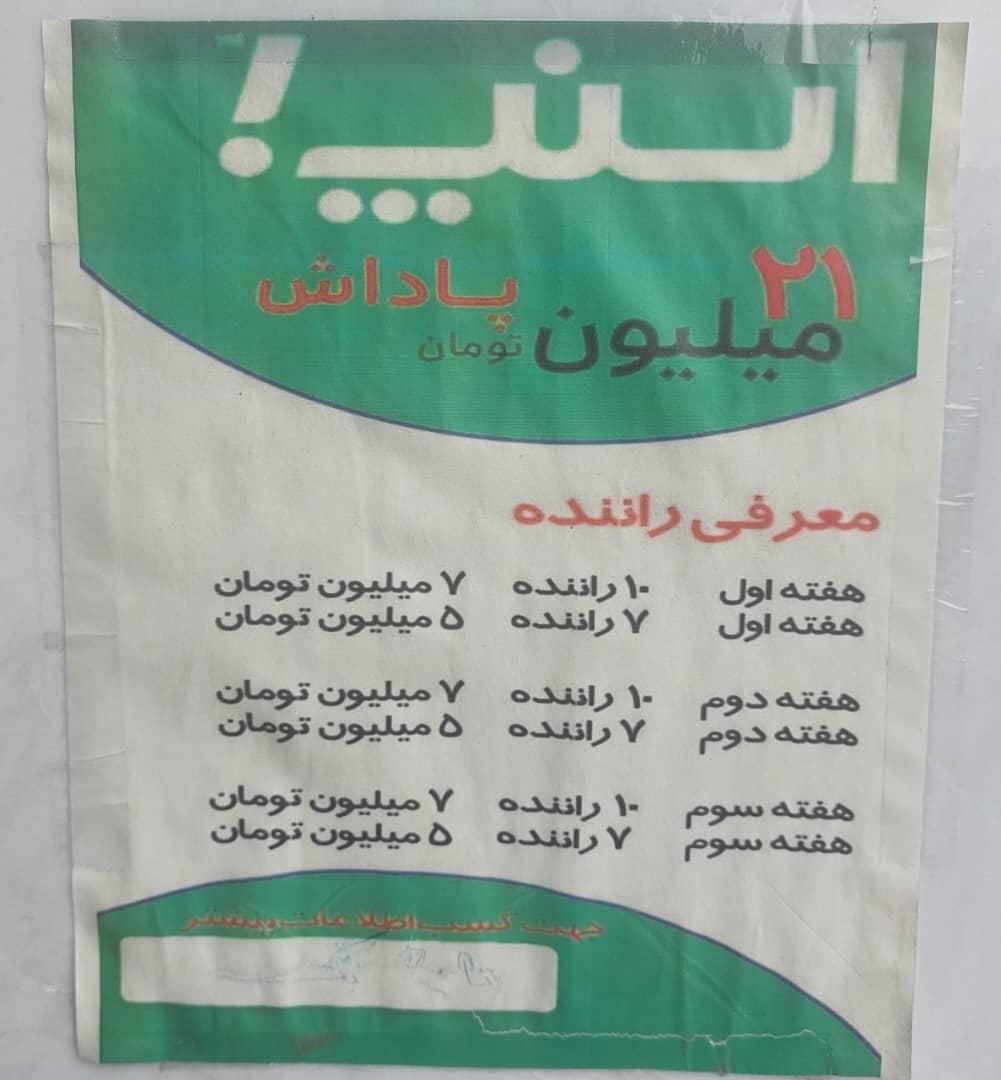 اسنپ!
۲۱ میلیون تومان پاداش
معرفی راننده
هفته اول ۱۰ راننده ۷ میلیون تومان
هفته اول ۷ راننده ۵ میلیون تومان
هفته دوم ۱۰ راننده ۷ میلیون تومان
هفته دوم ۷ راننده ۵ میلیون تومان
هفته سوم ۱۰ راننده ۷ میلیون تومان
هفته سوم ۷ راننده ۵ میلیون تومان
جهت کسب اطلاعات بیشتر